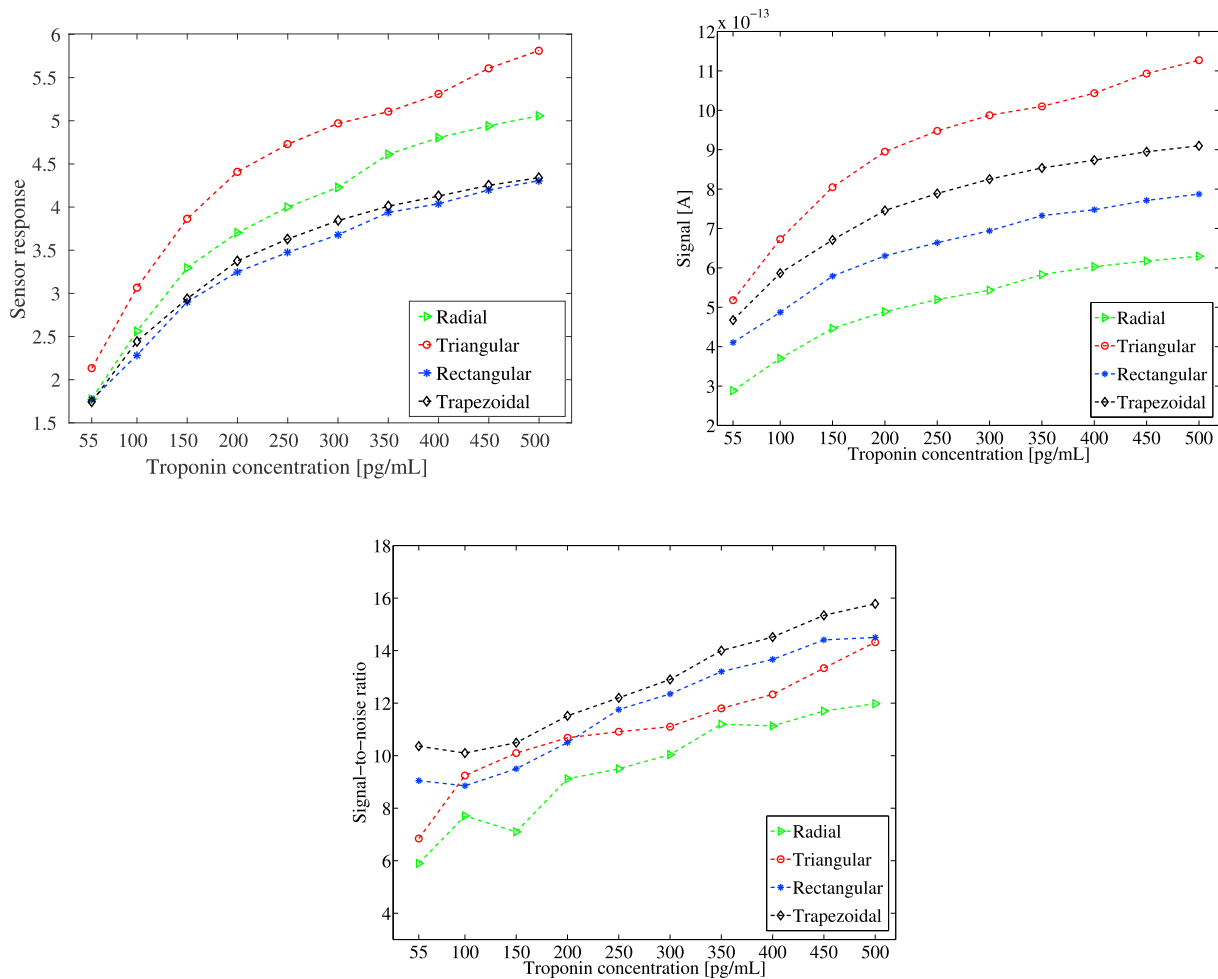 6
5.5
5
4.5
4
3.5
3
2.5
2
1.5
Sensor response
55 100 150 200 250 300 350 400 450 500
Troponin concentration [pg/mL]
Radial
Triangular
Rectangular
Trapezoidal
x 10⁻¹³
12
11
10
9
8
7
6
5
4
3
2
Signal [A]
55 100 150 200 250 300 350 400 450 500
Troponin concentration [pg/mL]
Radial
Triangular
Rectangular
Trapezoidal
18
16
14
12
10
8
6
4
Signal−to−noise ratio
55 100 150 200 250 300 350 400 450 500
Troponin concentration [pg/mL]
Radial
Triangular
Rectangular
Trapezoidal